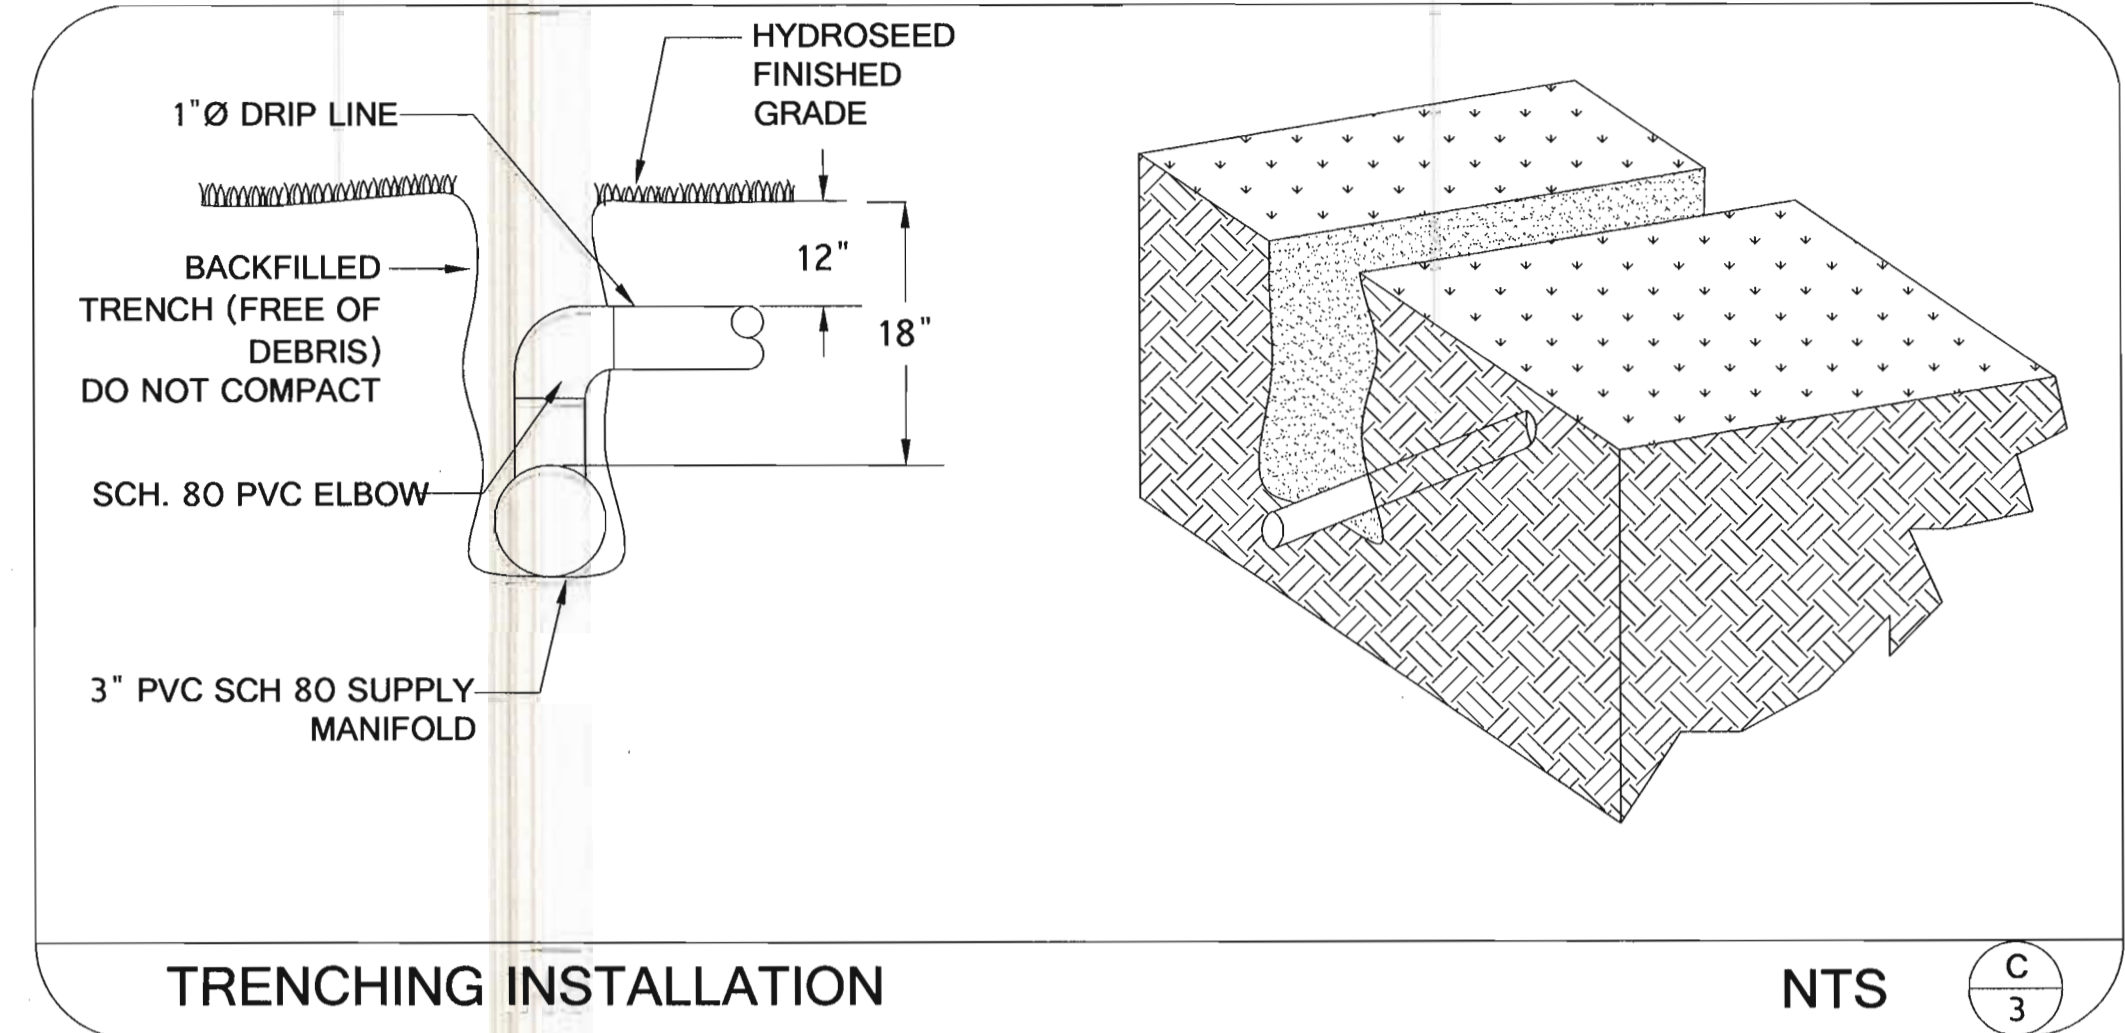 HYDROSEED
FINISHED
GRADE
1"Ø DRIP LINE
BACKFILLED
TRENCH (FREE OF
DEBRIS)
DO NOT COMPACT
12"
18"
SCH. 80 PVC ELBOW
3" PVC SCH 80 SUPPLY
MANIFOLD
TRENCHING INSTALLATION
NTS
C
3